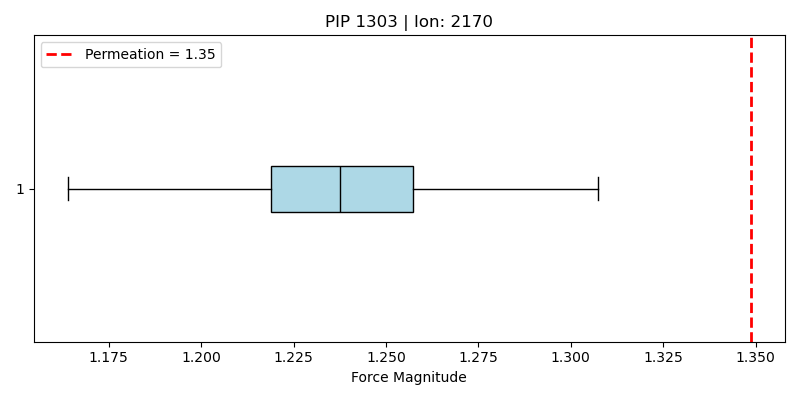 PIP 1303 | Ion: 2170
Permeation = 1.35
1
1.175 1.200 1.225 1.250 1.275 1.300 1.325 1.350
Force Magnitude